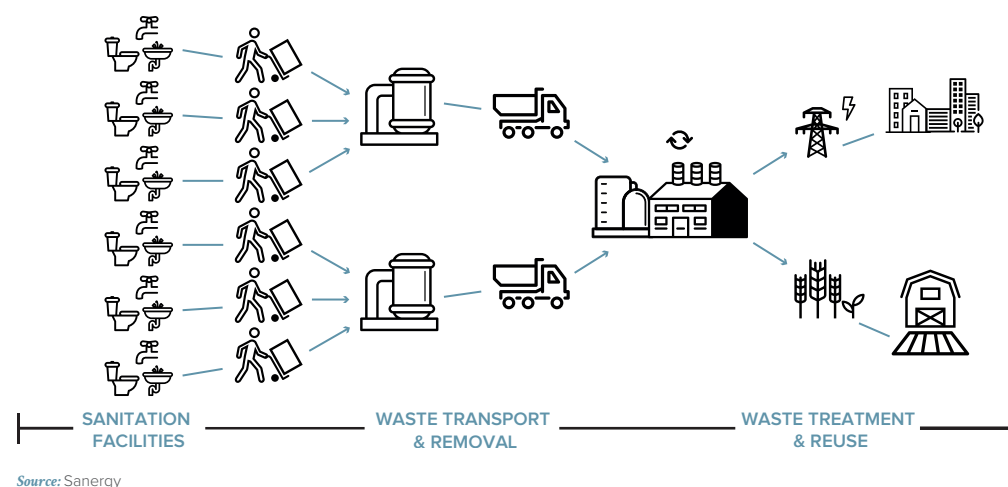 SANITATION
FACILITIES
WASTE TRANSPORT
& REMOVAL
WASTE TREATMENT
& REUSE
Source: Sanergy